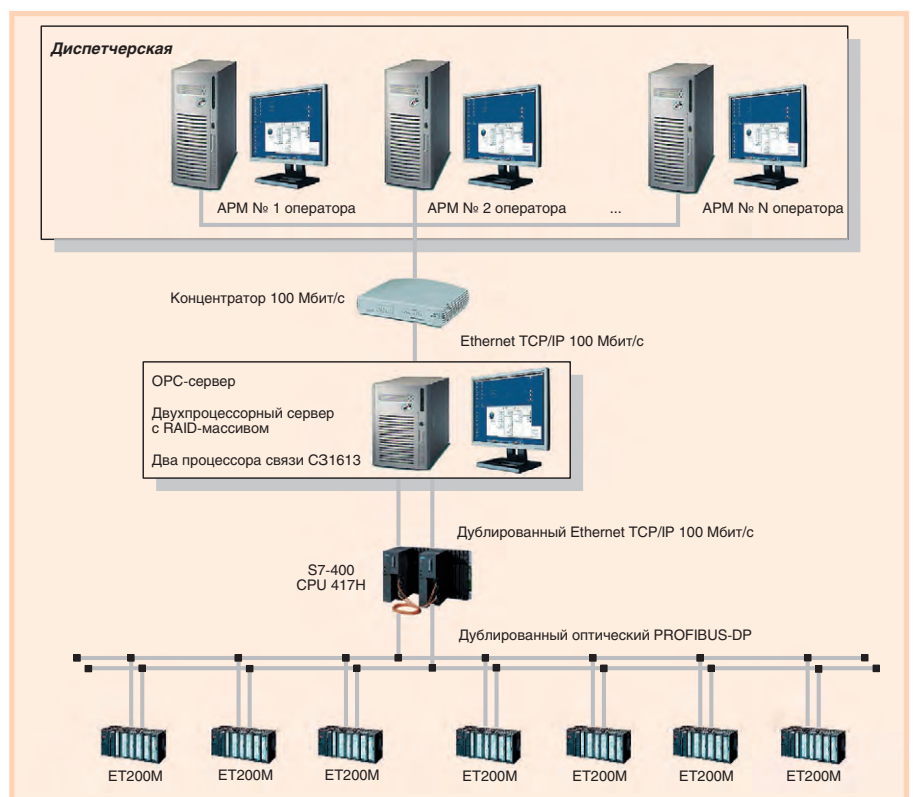 Диспетчерская
АРМ № 1 оператора
АРМ № 2 оператора
...
АРМ № N оператора
Концентратор 100 Мбит/с
Ethernet TCP/IP 100 Мбит/с
ОРС-сервер
Двухпроцессорный сервер
с RAID-массивом
Два процессора связи СЗ1613
Дублированный Ethernet TCP/IP 100 Мбит/с
S7-400
CPU 417H
Дублированный оптический PROFIBUS-DP
ET200M
ET200M
ET200M
ET200M
ET200M
ET200M
ET200M